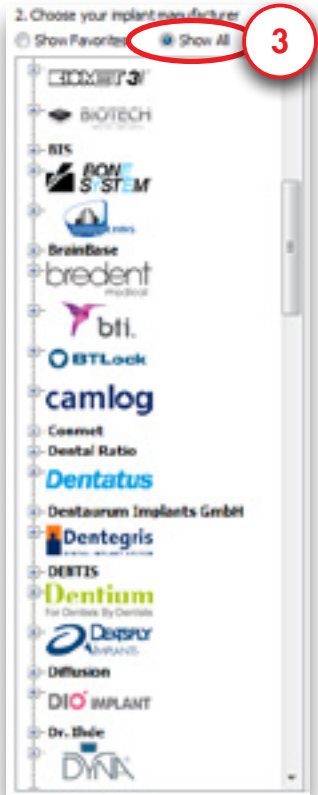 2. Choose your implant manufacturer
Show Favorites Show All 3
BIOMET 3i
BIOTECH
BIS
BONE SYSTEM
BrainBase
bredent
medical
bti.
BTLock
camlog
Conmet
Dental Ratio
Dentatus
Dentaurum Implants GmbH
Dentegris
DENTIS
Dentium
For Dentists By Dentists
DENTSPLY
IMPLANTS
Diffusion
DIO IMPLANT
Dr. Ihde
DYNA